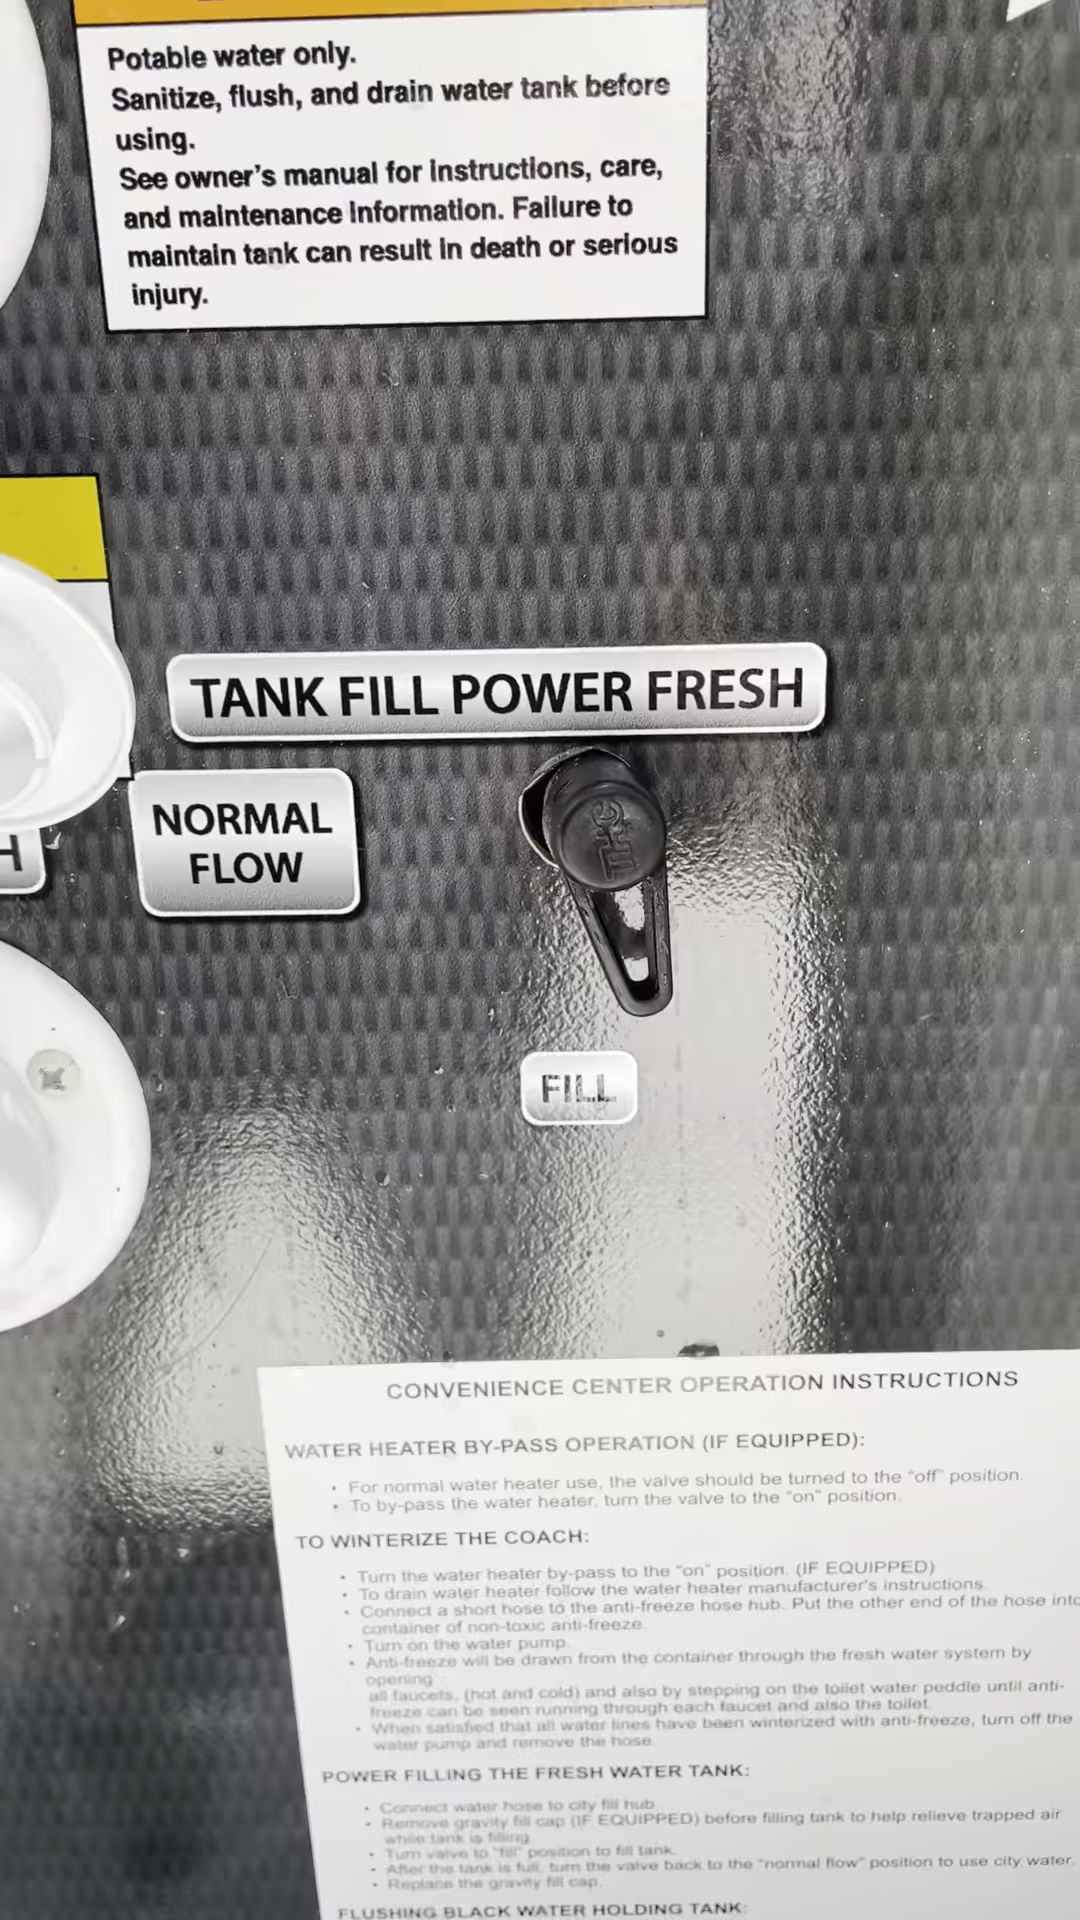 Potable water only.
Sanitize, flush, and drain water tank before
using.
See owner's manual for instructions, care,
and maintenance information. Failure to
maintain tank can result in death or serious
injury.
TANK FILL POWER FRESH
NORMAL
FLOW
H
THC
FILL
CONVENIENCE CENTER OPERATION INSTRUCTIONS
WATER HEATER BY-PASS OPERATION (IF EQUIPPED):
• For normal water heater use, the valve should be turned to the "off" position.
• To by-pass the water heater, turn the valve to the "on" position.
TO WINTERIZE THE COACH:
• Turn the water heater by-pass to the "on" position. (IF EQUIPPED)
• To drain water heater follow the water heater manufacturer's instructions.
• Connect a short hose to the anti-freeze hose hub. Put the other end of the hose into
container of non-toxic anti-freeze.
• Turn on the water pump.
• Anti-freeze will be drawn from the container through the fresh water system by
opening
all faucets, (hot and cold) and also by stepping on the toilet water peddle until anti-
freeze can be seen running through each faucet and also the toilet.
• When satisfied that all water lines have been winterized with anti-freeze, turn off the
water pump and remove the hose.
POWER FILLING THE FRESH WATER TANK:
• Connect water hose to city fill hub.
• Remove gravity fill cap (IF EQUIPPED) before filling tank to help relieve trapped air
while tank is filling.
• Turn valve to "fill" position to fill tank.
• After the tank is full, turn the valve back to the "normal flow" position to use city water.
• Replace the gravity fill cap.
FLUSHING BLACK WATER HOLDING TANK: